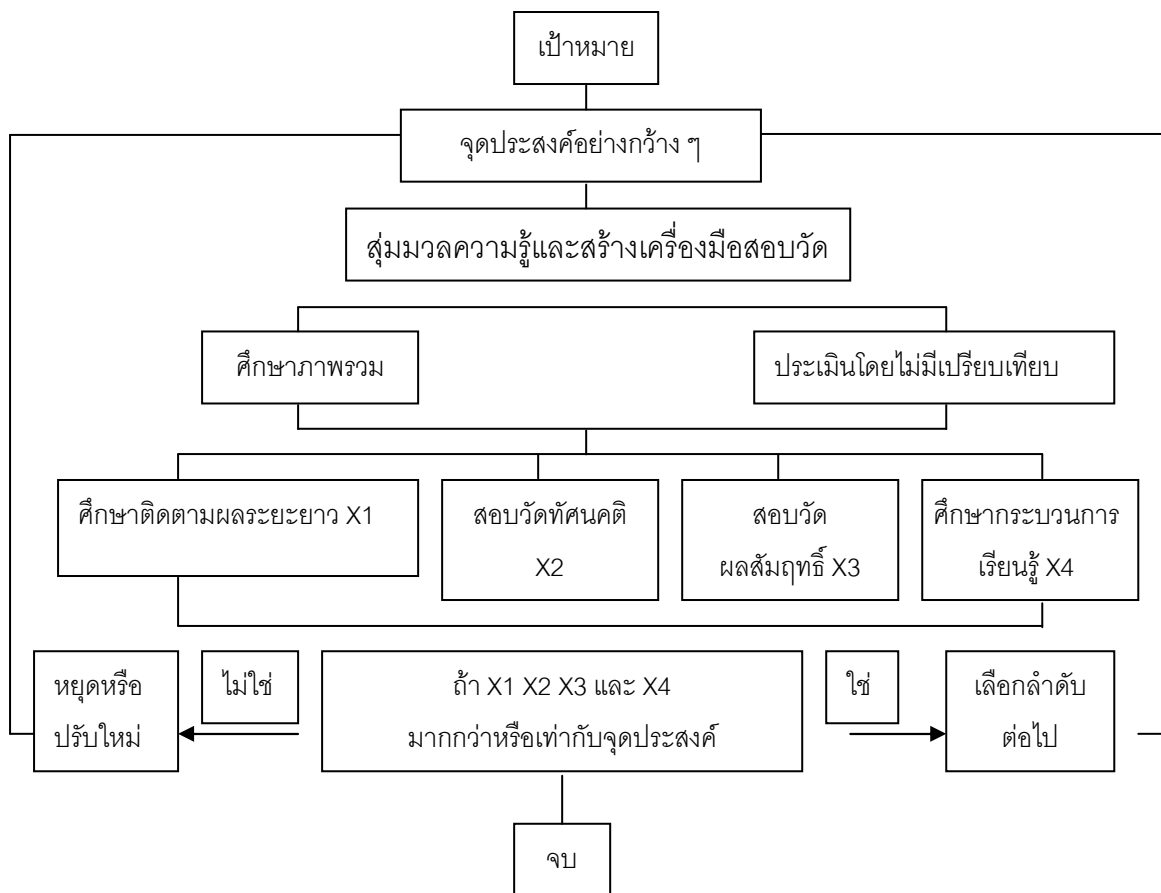 เป้าหมาย
จุดประสงค์อย่างกว้าง ๆ
สุ่มมวลความรู้และสร้างเครื่องมือสอบวัด
ศึกษาภาพรวม
ประเมินโดยไม่มีเปรียบเทียบ
ศึกษาติดตามผลระยะยาว X1
สอบวัดทัศนคติ
X2
สอบวัด
ผลสัมฤทธิ์ X3
ศึกษากระบวนการ
เรียนรู้ X4
หยุดหรือ
ปรับใหม่
ไม่ใช่
ถ้า X1 X2 X3 และ X4
มากกว่าหรือเท่ากับจุดประสงค์
ใช่
เลือกลำดับ
ต่อไป
จบ